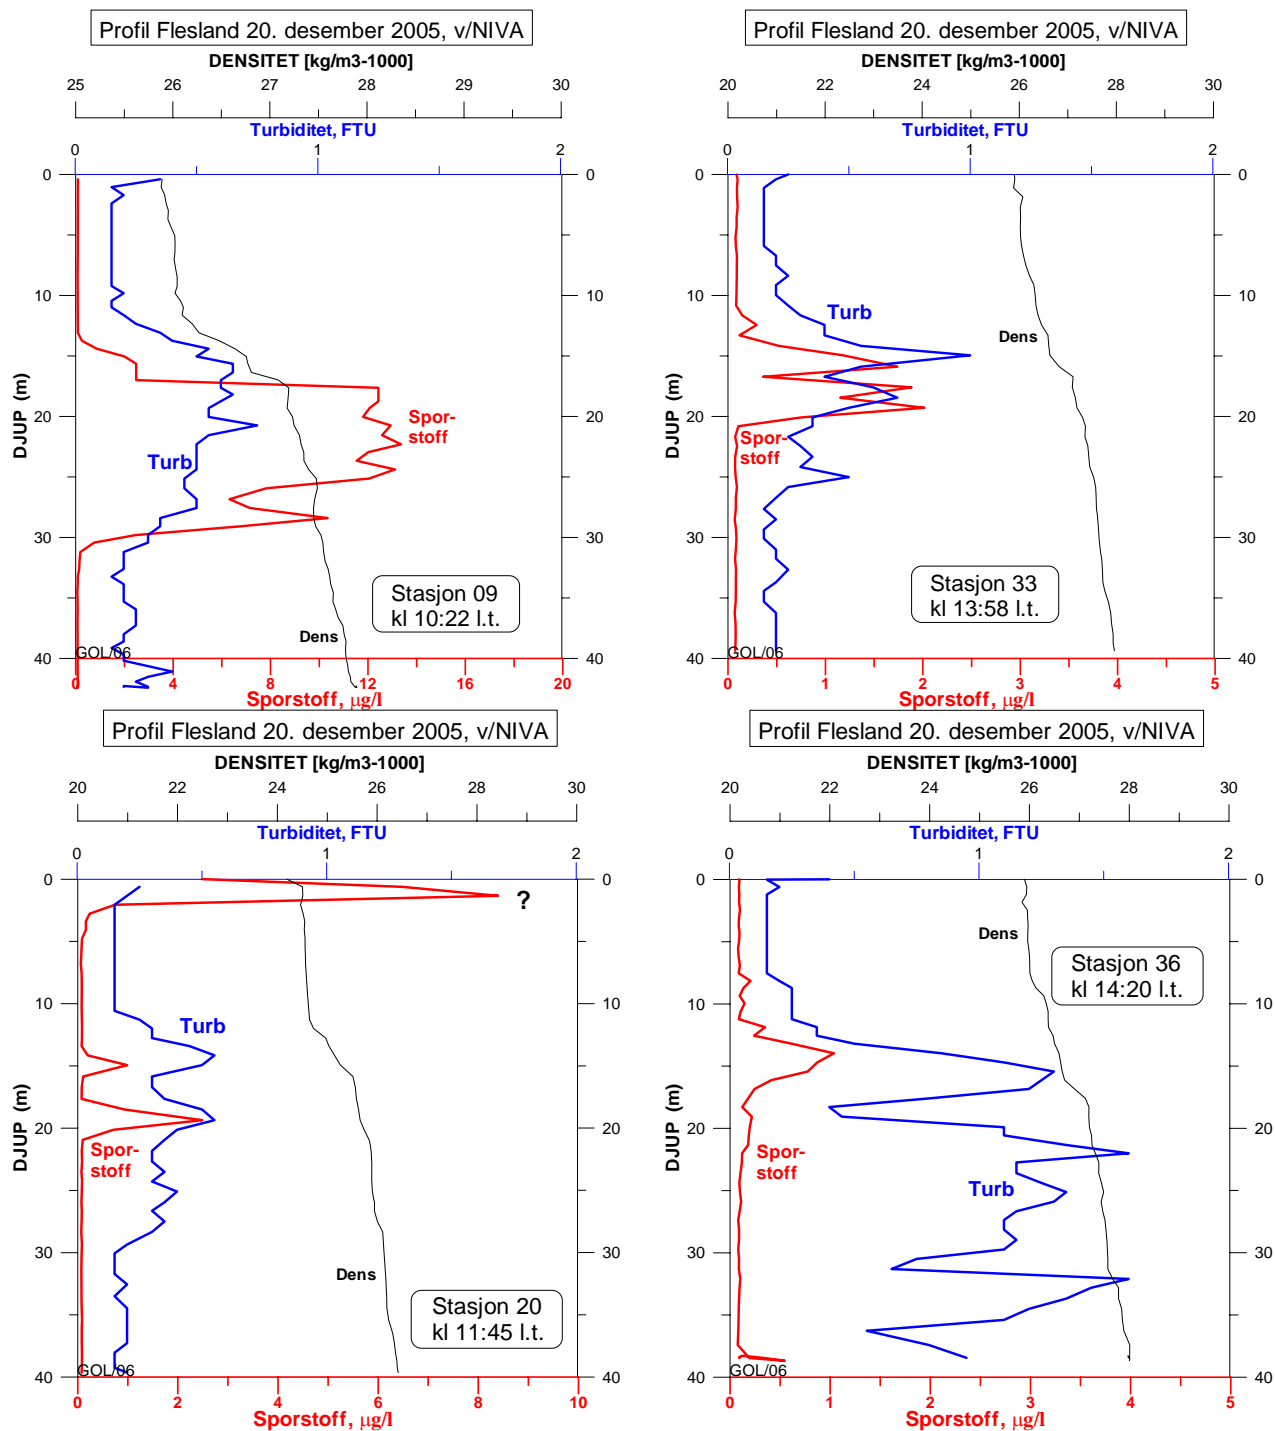 Profil Flesland 20. desember 2005, v/NIVA
DENSITET [kg/m3-1000]
25 26 27 28 29 30
Turbiditet, FTU
0 1 2
0 0
10 10
20 20
30 30
40 40
DJUP (m)
Spor-
stoff
Turb
Stasjon 09
kl 10:22 l.t.
Dens
GOL/06
0 4 8 12 16 20
Sporstoff, µg/l
Profil Flesland 20. desember 2005, v/NIVA
DENSITET [kg/m3-1000]
20 22 24 26 28 30
Turbiditet, FTU
0 1 2
0 0
10 10
20 20
30 30
40 40
DJUP (m)
Turb
Dens
Spor-
stoff
Stasjon 33
kl 13:58 l.t.
GOL/06
0 1 2 3 4 5
Sporstoff, µg/l
Profil Flesland 20. desember 2005, v/NIVA
DENSITET [kg/m3-1000]
20 22 24 26 28 30
Turbiditet, FTU
0 1 2
0 0
10 10
20 20
30 30
40 40
DJUP (m)
?
Turb
Spor-
stoff
Dens
Stasjon 20
kl 11:45 l.t.
GOL/06
0 2 4 6 8 10
Sporstoff, µg/l
Profil Flesland 20. desember 2005, v/NIVA
DENSITET [kg/m3-1000]
20 22 24 26 28 30
Turbiditet, FTU
0 1 2
0 0
10 10
20 20
30 30
40 40
DJUP (m)
Dens
Stasjon 36
kl 14:20 l.t.
Spor-
stoff
Turb
GOL/06
0 1 2 3 4 5
Sporstoff, µg/l